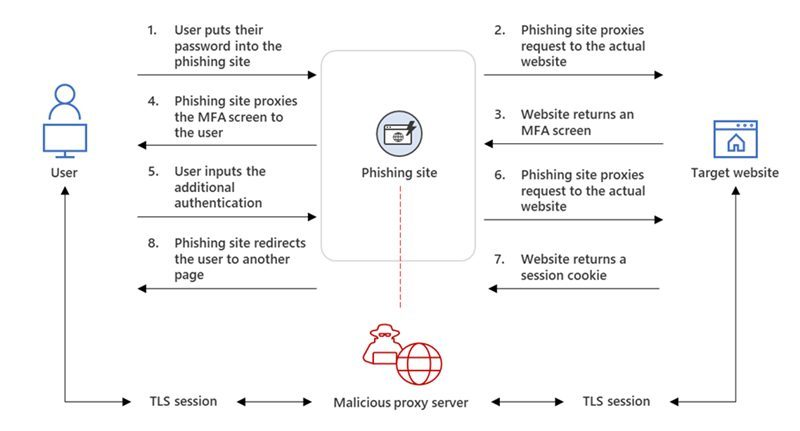 1. User puts their
password into the
phishing site
2. Phishing site proxies
request to the actual
website
4. Phishing site proxies
the MFA screen to
the user
3. Website returns an
MFA screen
User
Phishing site
Target website
5. User inputs the
additional
authentication
6. Phishing site proxies
request to the actual
website
8. Phishing site redirects
the user to another
page
7. Website returns a
session cookie
TLS session
Malicious proxy server
TLS session